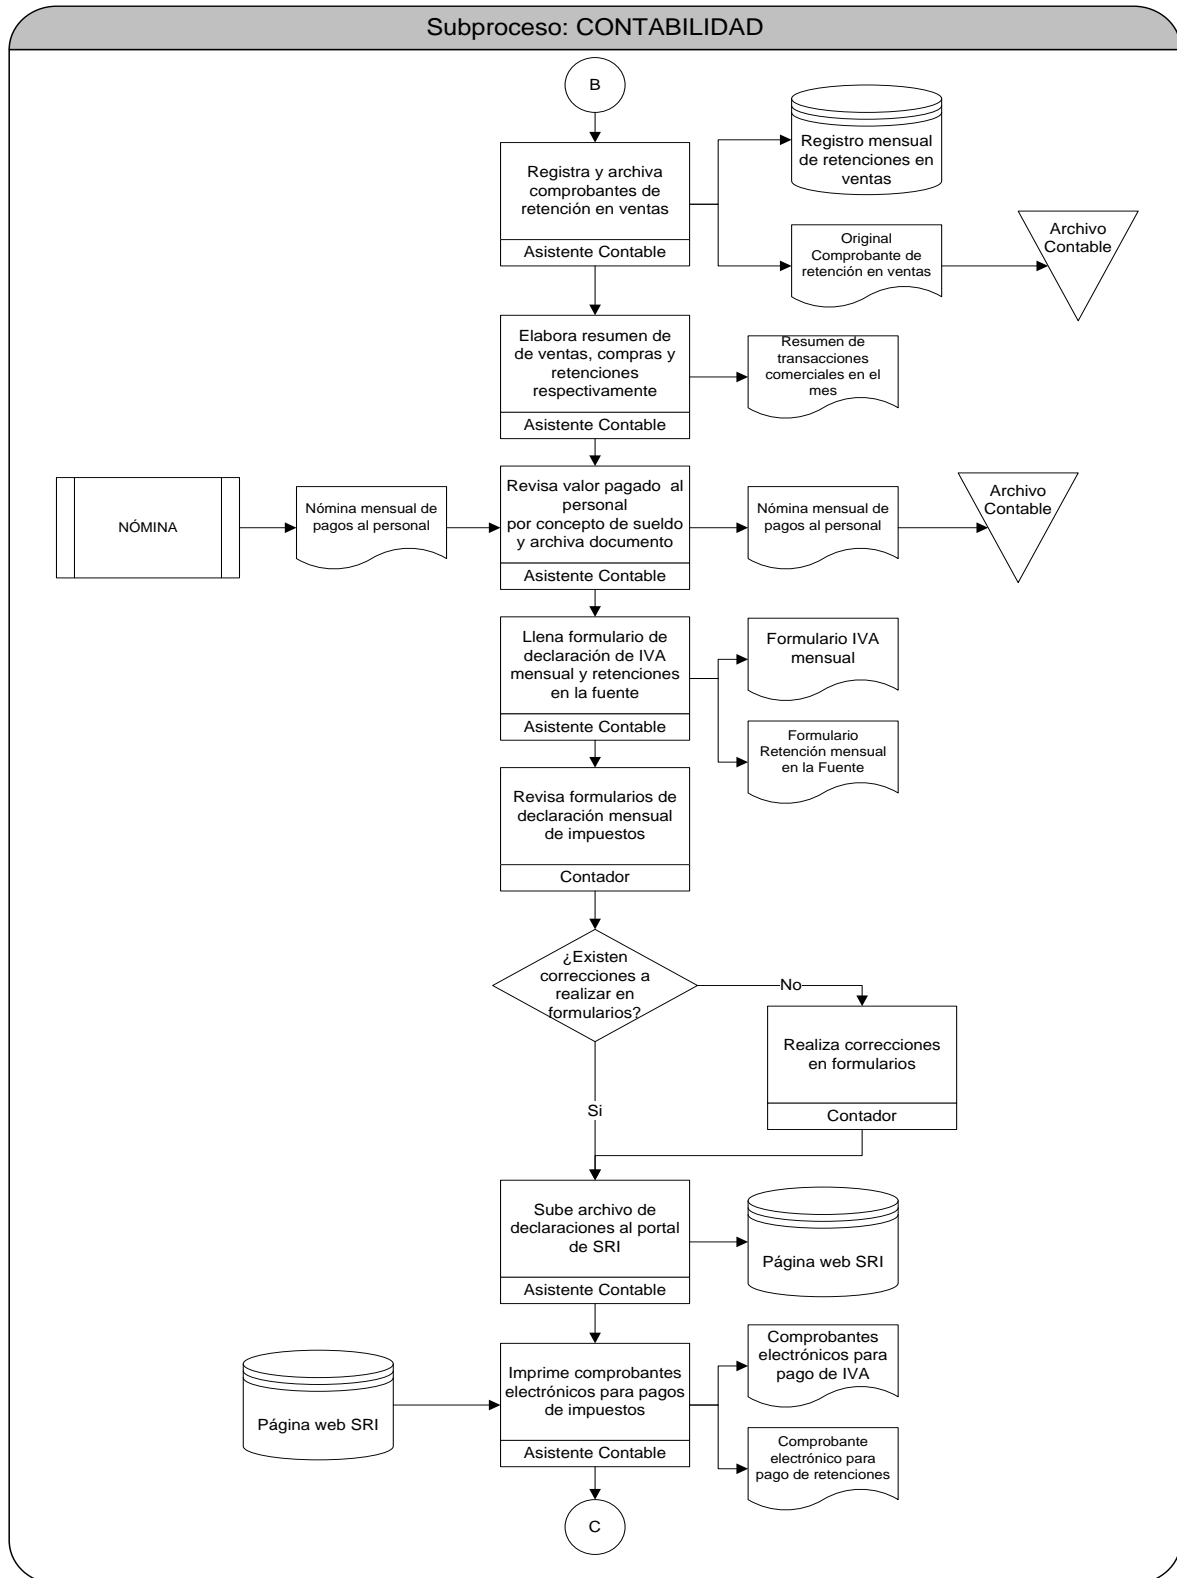 Subproceso: CONTABILIDAD
B
Registra y archiva
comprobantes de
retención en ventas
Asistente Contable
Registro mensual
de retenciones en
ventas
Original
Comprobante de
retención en ventas
Archivo
Contable
Elabora resumen de
de ventas, compras y
retenciones
respectivamente
Asistente Contable
Resumen de
transacciones
comerciales en el
mes
NÓMINA
Nómina mensual de
pagos al personal
Revisa valor pagado al
personal
por concepto de sueldo
y archiva documento
Asistente Contable
Nómina mensual de
pagos al personal
Archivo
Contable
Llena formulario de
declaración de IVA
mensual y retenciones
en la fuente
Asistente Contable
Formulario IVA
mensual
Formulario
Retención mensual
en la Fuente
Revisa formularios de
declaración mensual
de impuestos
Contador
¿Existen
correcciones a
realizar en
formularios?
No
Realiza correcciones
en formularios
Contador
Si
Sube archivo de
declaraciones al portal
de SRI
Asistente Contable
Página web SRI
Página web SRI
Imprime comprobantes
electrónicos para pagos
de impuestos
Asistente Contable
Comprobantes
electrónicos para
pago de IVA
Comprobante
electrónico para
pago de retenciones
C